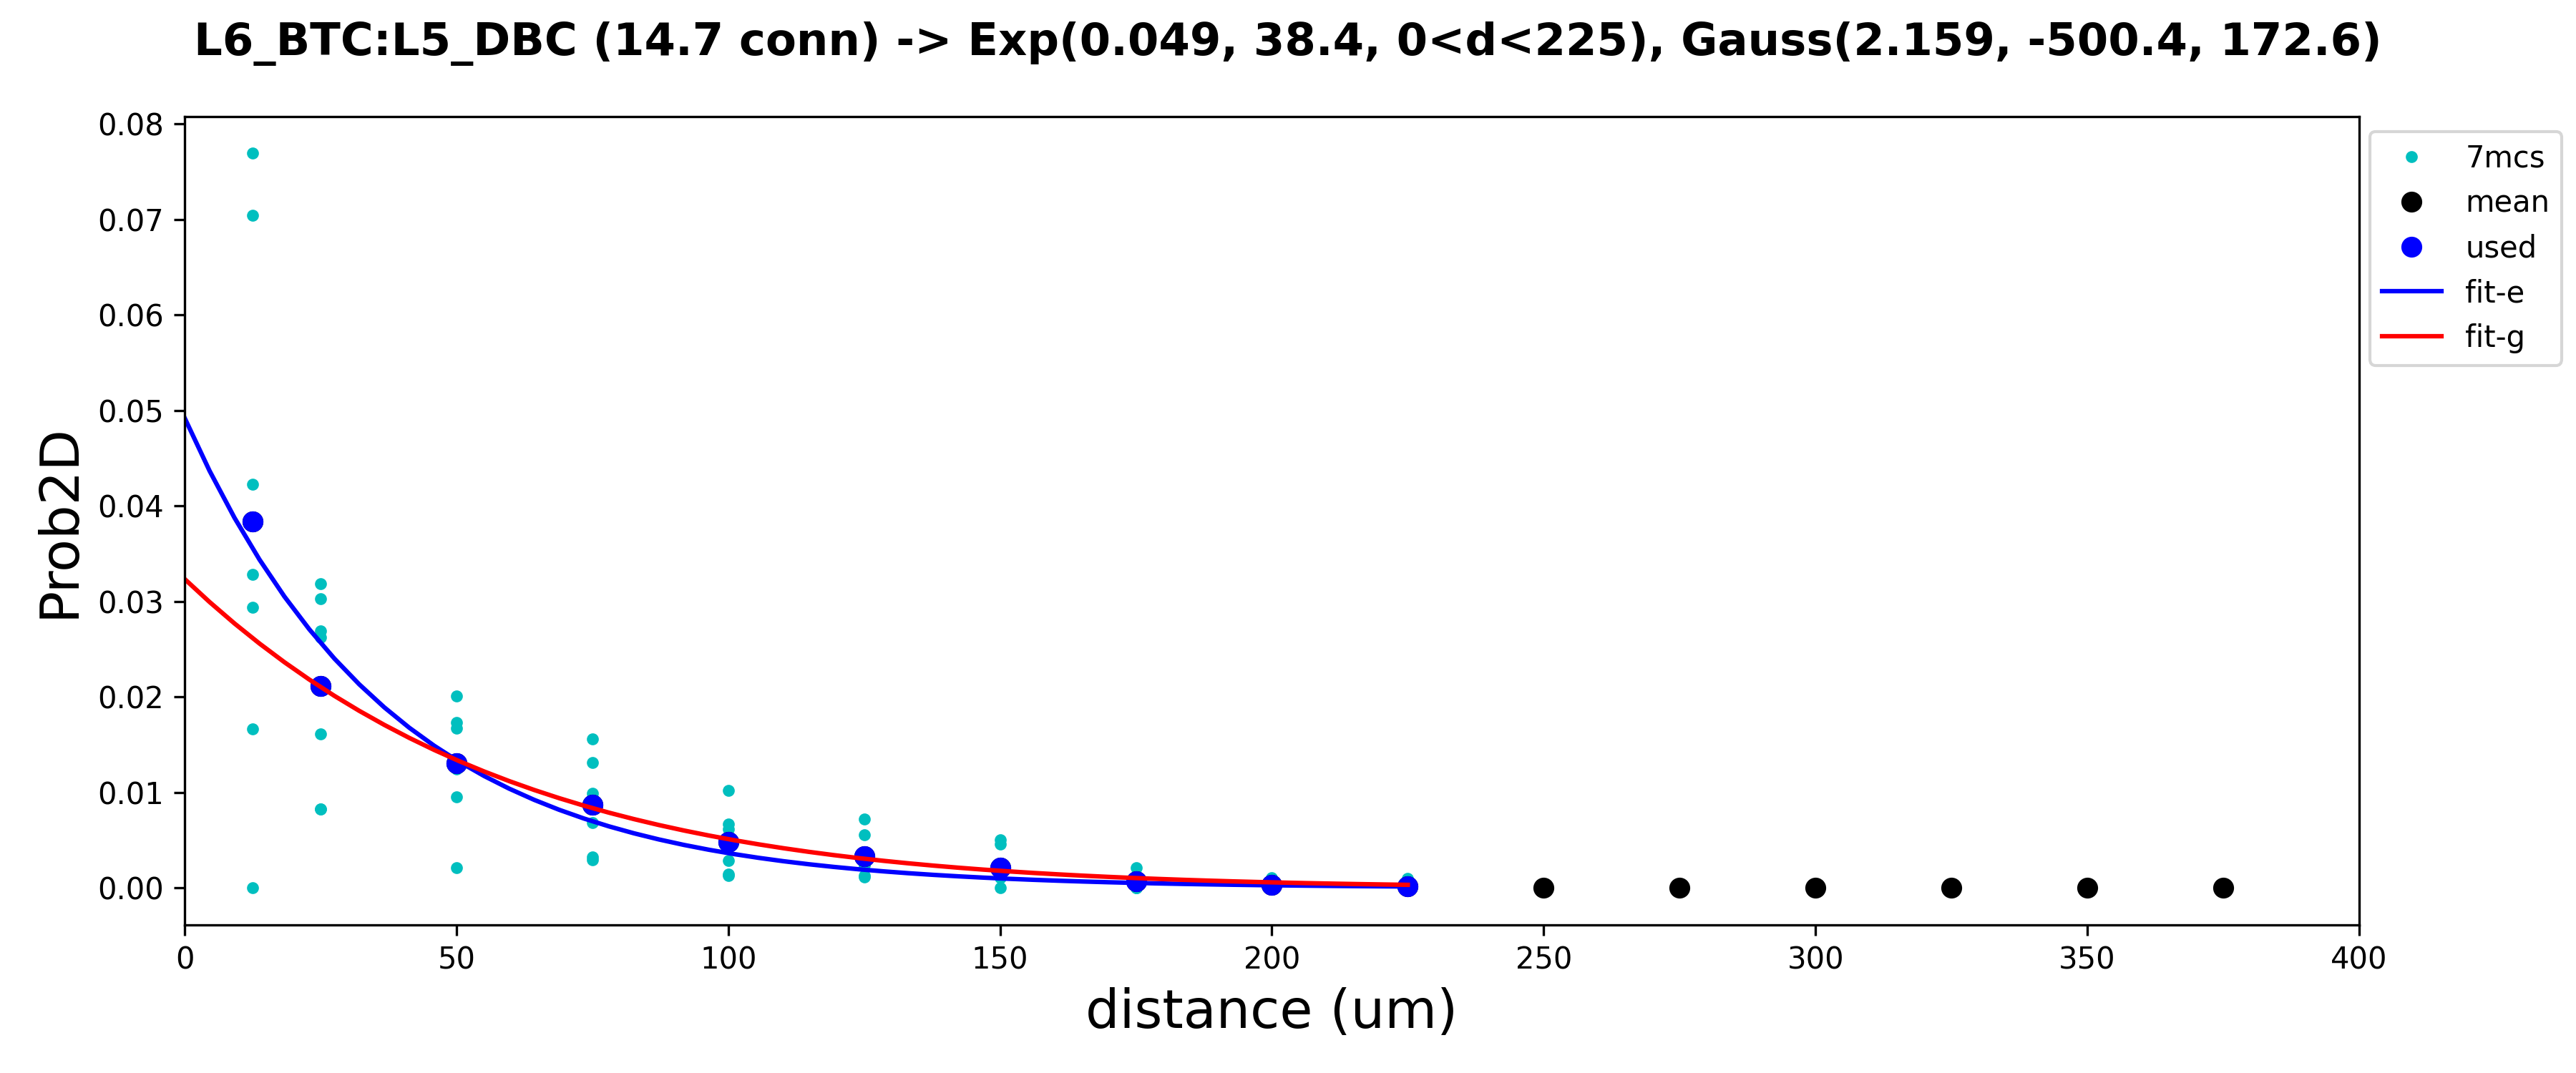 L6_BTC:L5_DBC (14.7 conn) -> Exp(0.049, 38.4, 0<d<225), Gauss(2.159, -500.4, 172.6)
0.08
0.07
0.06
0.05
0.04
0.03
0.02
0.01
0.00
Prob2D
0 50 100 150 200 250 300 350 400
distance (um)
7mcs
mean
used
fit-e
fit-g